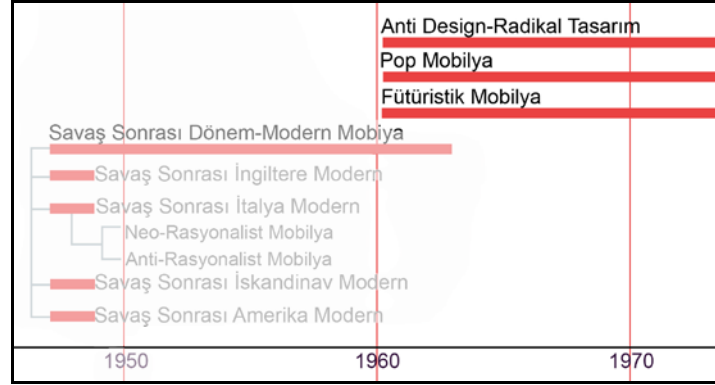 Anti Design-Radikal Tasarım
Pop Mobilya
Fütüristik Mobilya
Savaş Sonrası Dönem-Modern Mobiya
Savaş Sonrası İngiltere Modern
Savaş Sonrası İtalya Modern
Neo-Rasyonalist Mobilya
Anti-Rasyonalist Mobilya
Savaş Sonrası İskandinav Modern
Savaş Sonrası Amerika Modern
1950 1960 1970